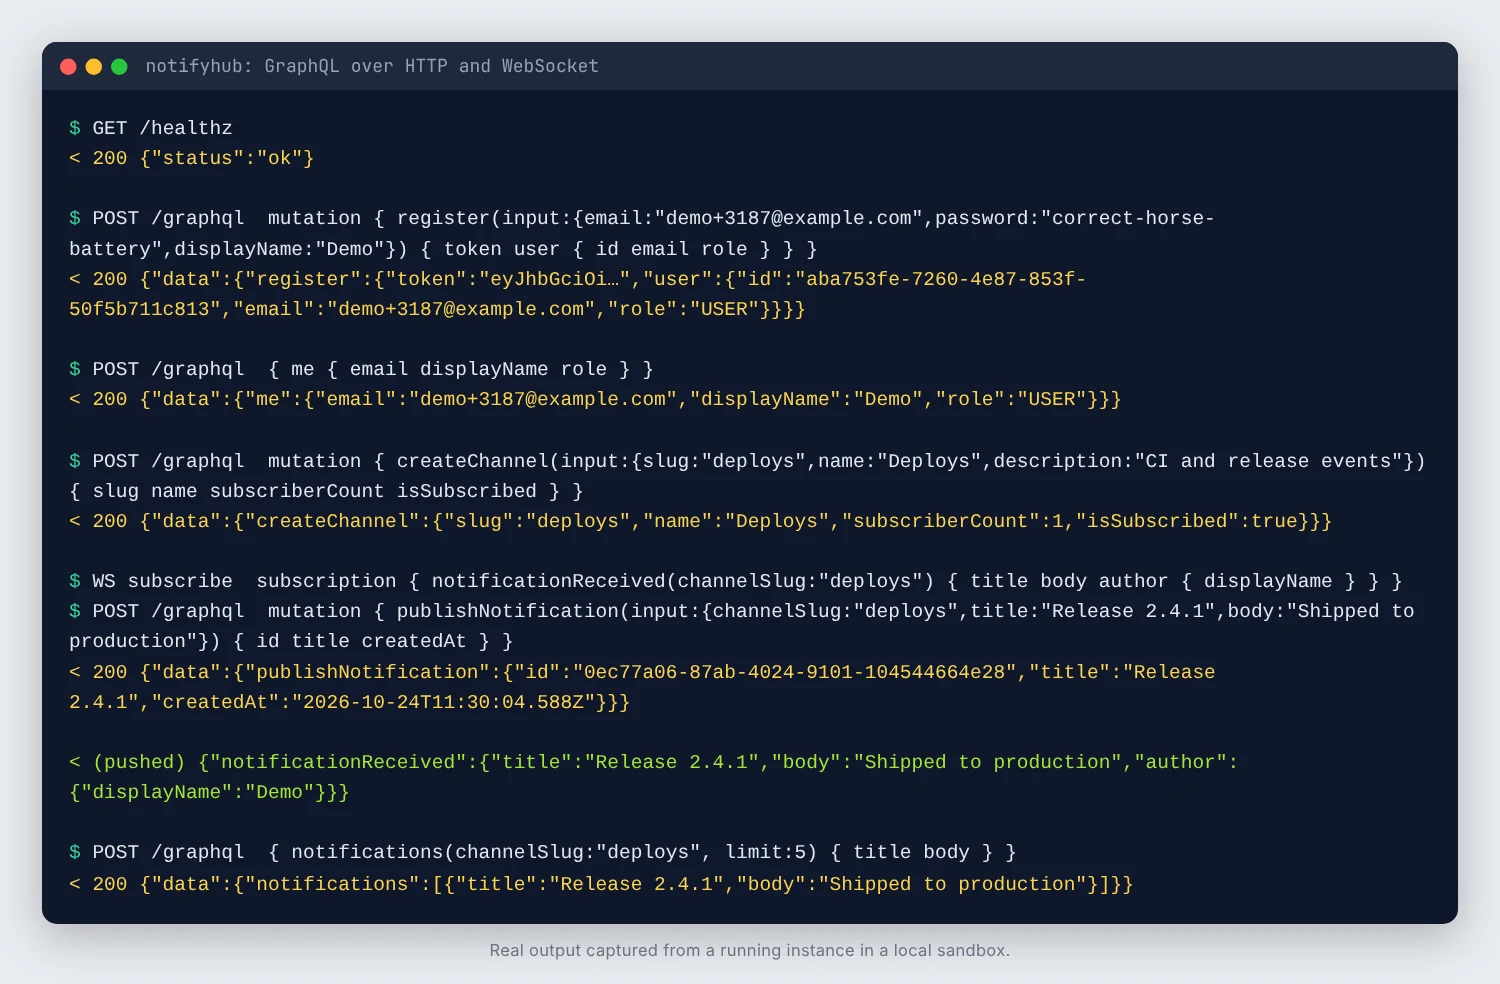 notifyhub: GraphQL over HTTP and WebSocket
$ GET /healthz
< 200 {"status":"ok"}
$ POST /graphql  mutation { register(input:{email:"demo+3187@example.com",password:"correct-horse-
battery",displayName:"Demo"}) { token user { id email role } } }
< 200 {"data":{"register":{"token":"eyJhbGciOi…","user":{"id":"aba753fe-7260-4e87-853f-
50f5b711c813","email":"demo+3187@example.com","role":"USER"}}}}
$ POST /graphql  { me { email displayName role } }
< 200 {"data":{"me":{"email":"demo+3187@example.com","displayName":"Demo","role":"USER"}}}
$ POST /graphql  mutation { createChannel(input:{slug:"deploys",name:"Deploys",description:"CI and release events"})
{ slug name subscriberCount isSubscribed } }
< 200 {"data":{"createChannel":{"slug":"deploys","name":"Deploys","subscriberCount":1,"isSubscribed":true}}}
$ WS subscribe  subscription { notificationReceived(channelSlug:"deploys") { title body author { displayName } } }
$ POST /graphql  mutation { publishNotification(input:{channelSlug:"deploys",title:"Release 2.4.1",body:"Shipped to
production"}) { id title createdAt } }
< 200 {"data":{"publishNotification":{"id":"0ec77a06-87ab-4024-9101-104544664e28","title":"Release
2.4.1","createdAt":"2026-10-24T11:30:04.588Z"}}}
< (pushed) {"notificationReceived":{"title":"Release 2.4.1","body":"Shipped to production","author":
{"displayName":"Demo"}}}
$ POST /graphql  { notifications(channelSlug:"deploys", limit:5) { title body } }
< 200 {"data":{"notifications":[{"title":"Release 2.4.1","body":"Shipped to production"}]}}
Real output captured from a running instance in a local sandbox.